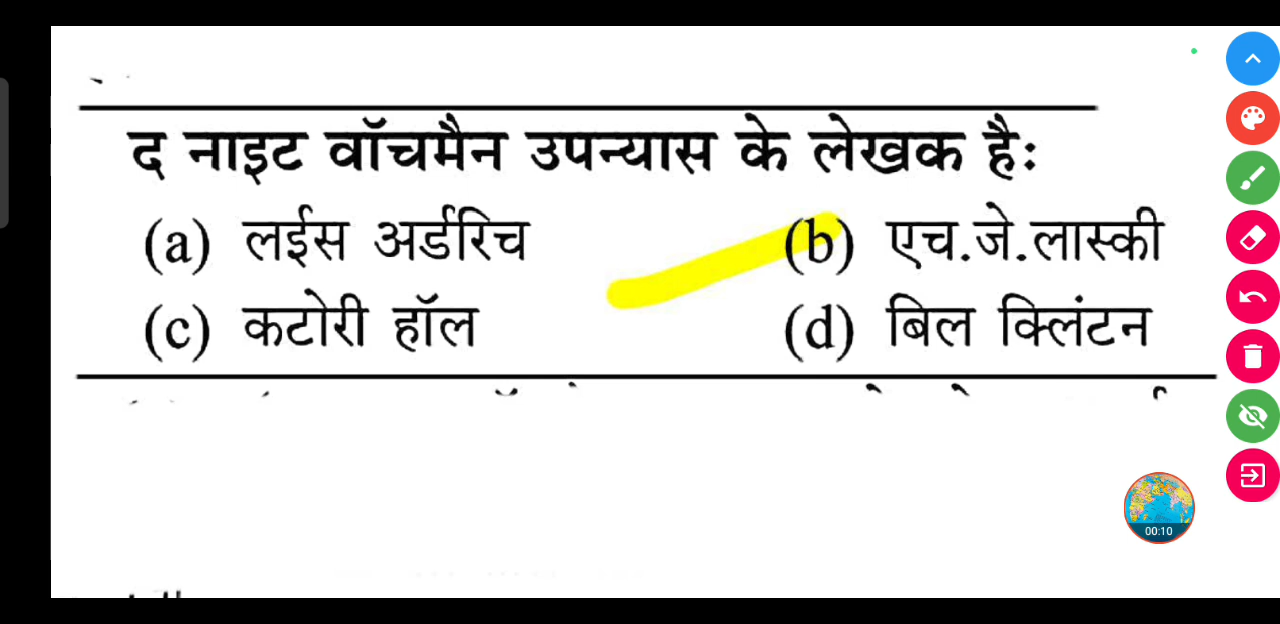 द नाइट वॉचमैन उपन्यास के लेखक हैः
(a) लईस अर्डरिच (b) एच.जे.लास्की
(c) कटोरी हॉल (d) बिल क्लिंटन
00:10